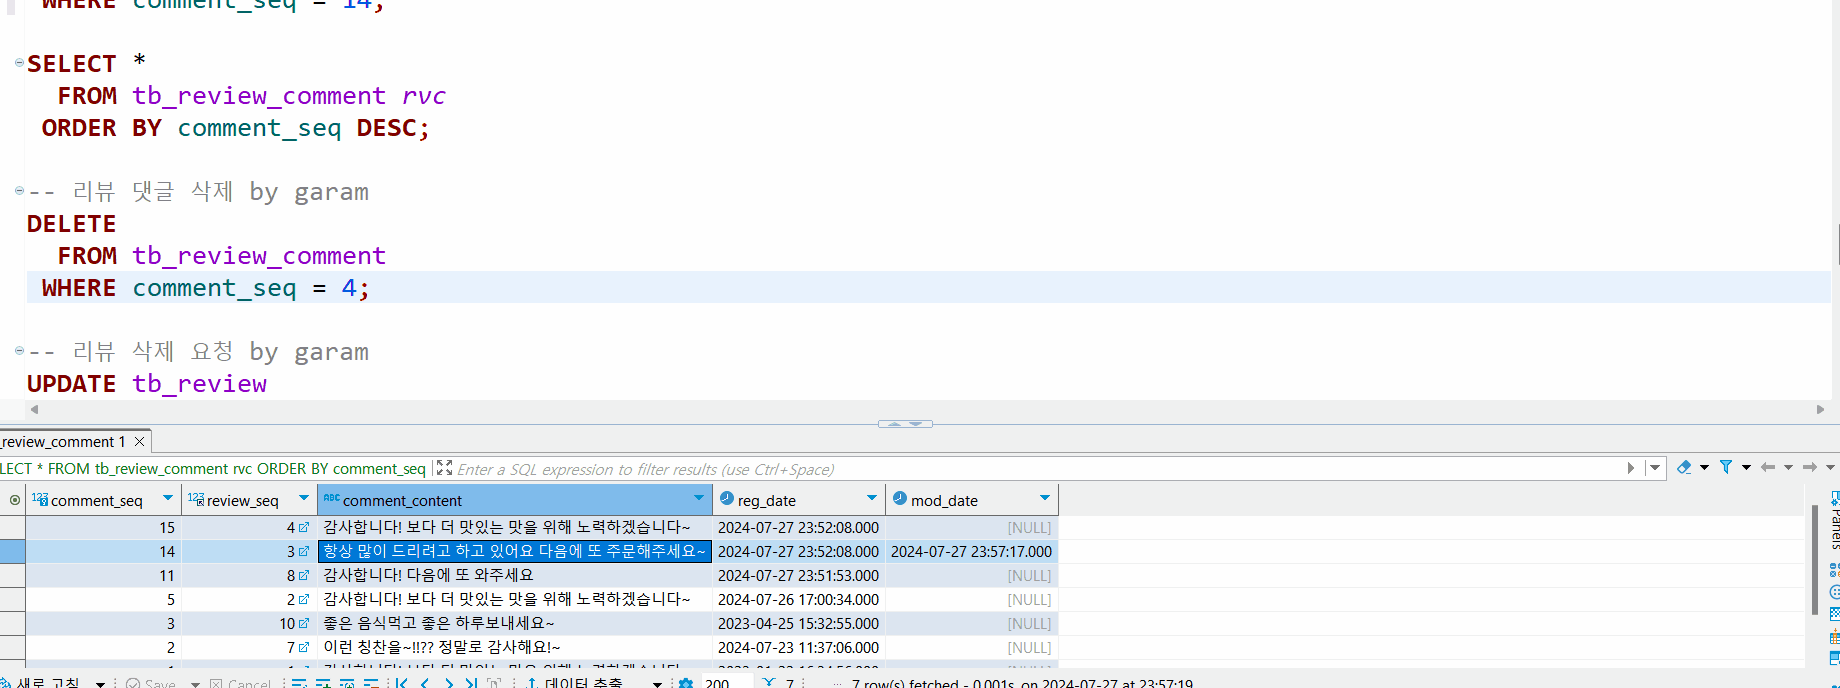 WHERE comment_seq = 14;
SELECT *
FROM tb_review_comment rvc
ORDER BY comment_seq DESC;
-- 리뷰 댓글 삭제 by garam
DELETE
FROM tb_review_comment
WHERE comment_seq = 4;
-- 리뷰 삭제 요청 by garam
UPDATE tb_review
_review_comment 1
LECT * FROM tb_review_comment rvc ORDER BY comment_seq Enter a SQL expression to filter results (use Ctrl+Space)
123 comment_seq 123 review_seq ABC comment_content reg_date mod_date
15 4 감사합니다! 보다 더 맛있는 맛을 위해 노력하겠습니다~ 2024-07-27 23:52:08.000 [NULL]
14 3 항상 많이 드리려고 하고 있어요 다음에 또 주문해주세요~ 2024-07-27 23:52:08.000 2024-07-27 23:57:17.000
11 8 감사합니다! 다음에 또 와주세요 2024-07-27 23:51:53.000 [NULL]
5 2 감사합니다! 보다 더 맛있는 맛을 위해 노력하겠습니다~ 2024-07-26 17:00:34.000 [NULL]
3 10 좋은 음식먹고 좋은 하루보내세요~ 2023-04-25 15:32:55.000 [NULL]
2 7 이런 칭찬을~!!?? 정말로 감사해요!~ 2024-07-23 11:37:06.000 [NULL]
Panels
새로 고침 Save Cancel 데이터 추출 200 7 7 row(s) fetched - 0.001s, on 2024-07-27 at 23:57:19